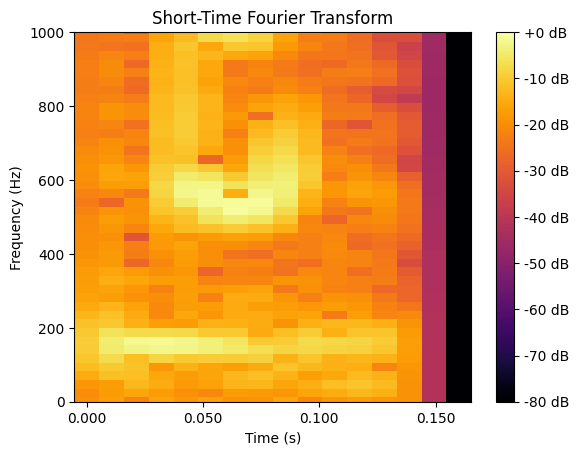 Short-Time Fourier Transform
1000
800
600
400
200
0
Frequency (Hz)
0.000
0.050
0.100
0.150
Time (s)
+0 dB
-10 dB
-20 dB
-30 dB
-40 dB
-50 dB
-60 dB
-70 dB
-80 dB